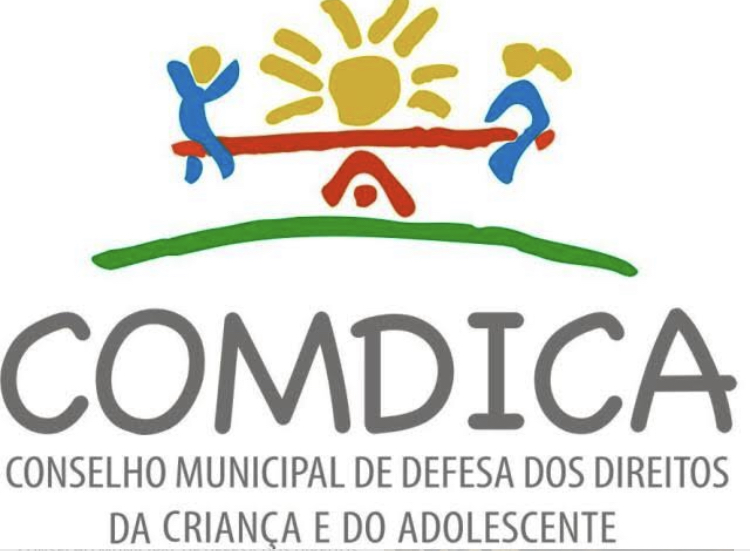 COMDICA
CONSELHO MUNICIPAL DE DEFESA DOS DIREITOS
DA CRIANÇA E DO ADOLESCENTE